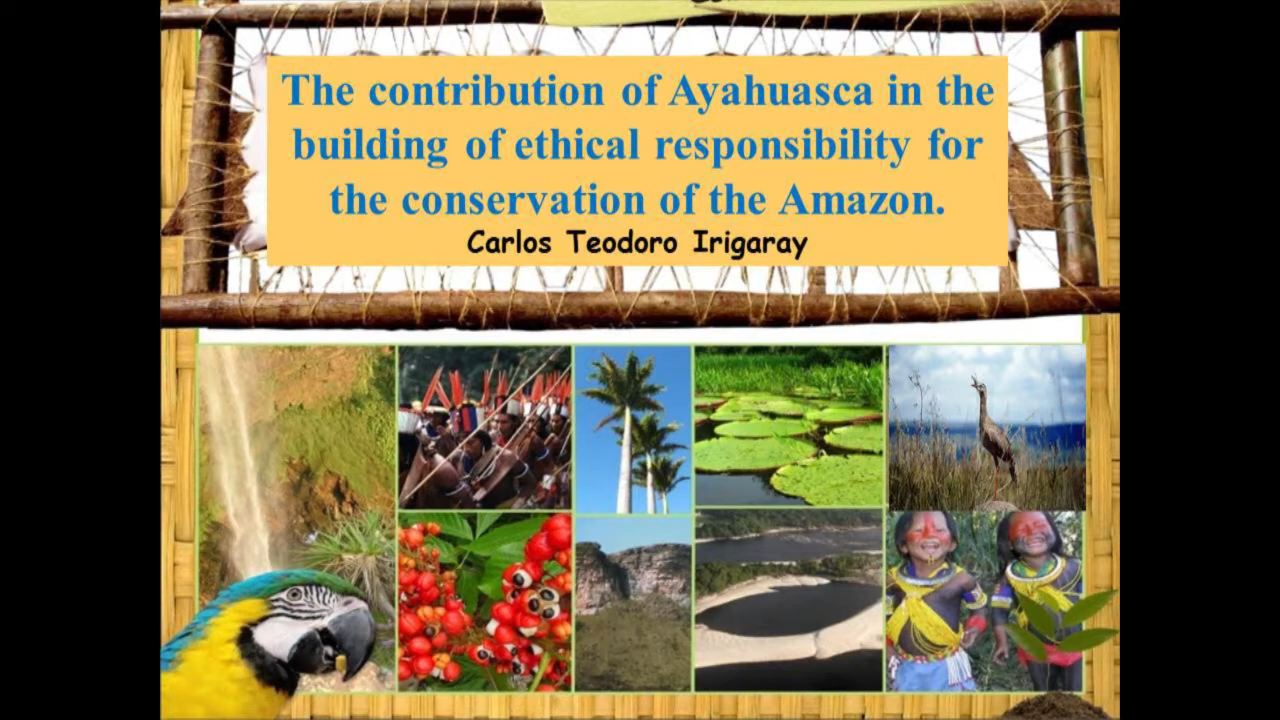 The contribution of Ayahuasca in the
building of ethical responsibility for
the conservation of the Amazon.
Carlos Teodoro Irigaray